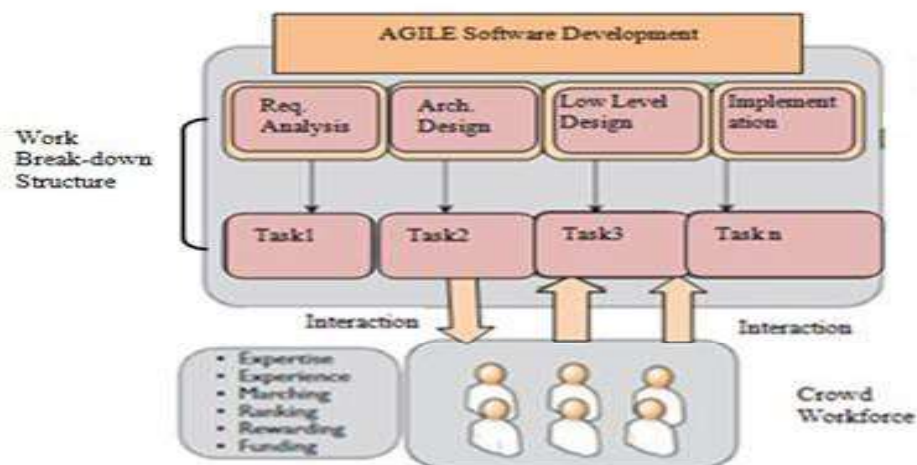 AGILE Software Development
Req.
Analysis
Arch.
Design
Low Level
Design
Implement
ation
Work
Break-down
Structure
Task1
Task2
Task3
Task n
Interaction
Interaction
• Expertise
• Experience
• Marching
• Ranking
• Rewarding
• Funding
Crowd
Workforce